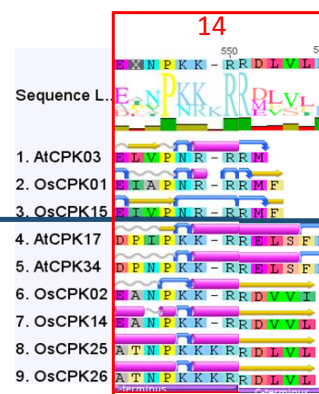 14
550
E X N P K K - R R D L V L
Sequence L...
1. AtCPK03 E L V P N R - R R M F
2. OsCPK01 E I A P N R - R R M F
3. OsCPK15 E I V P N R - R R M F
4. AtCPK17 D P I P K K - R R E L S F
5. AtCPK34 D P N P K K - R R E L S F
6. OsCPK02 E A N P K K - R R D V V I
7. OsCPK14 E A N P K K - R R D V V L
8. OsCPK25 A T N P K K K R R D L V L
9. OsCPK26 A T N P K K K R R D L V L
C-terminus